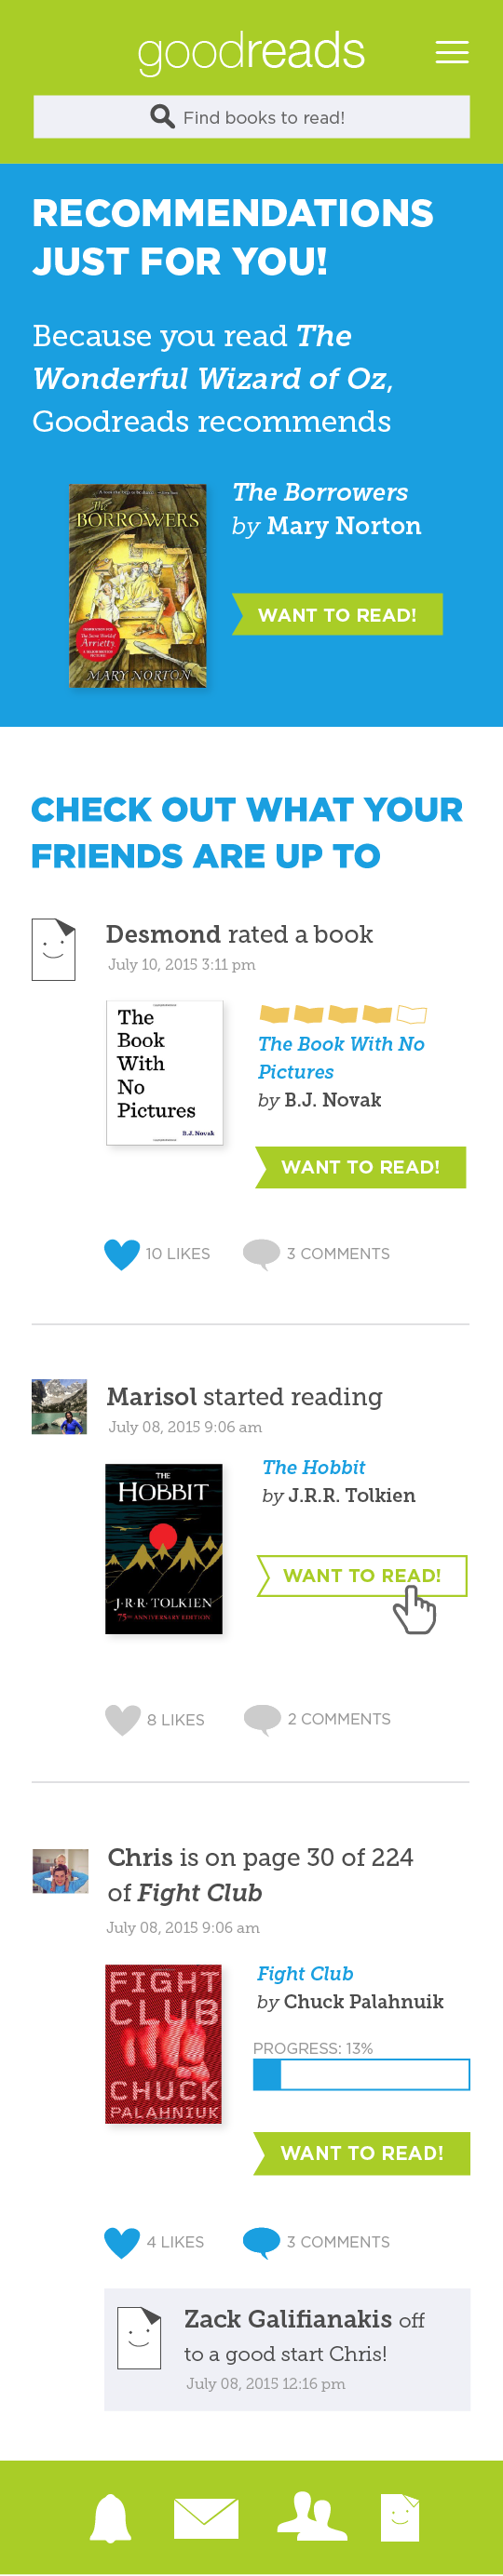 goodreads
Find books to read!
RECOMMENDATIONS
JUST FOR YOU!
Because you read The
Wonderful Wizard of Oz,
Goodreads recommends
The
BORROWERS
Arrietty
MARY NORTON
The Borrowers
by Mary Norton
WANT TO READ!
CHECK OUT WHAT YOUR
FRIENDS ARE UP TO
Desmond rated a book
July 10, 2015 3:11 pm
The
Book
With
No
Pictures
B.J. Novak
The Book With No
Pictures
by B.J. Novak
WANT TO READ!
10 LIKES
3 COMMENTS
Marisol started reading
July 08, 2015 9:06 am
THE
HOBBIT
J·R·R·TOLKIEN
75th ANNIVERSARY EDITION
The Hobbit
by J.R.R. Tolkien
WANT TO READ!
8 LIKES
2 COMMENTS
Chris is on page 30 of 224
of Fight Club
July 08, 2015 9:06 am
FIGHT
CLUB
CHUCK
PALAHNIUK
Fight Club
by Chuck Palahnuik
PROGRESS: 13%
WANT TO READ!
4 LIKES
3 COMMENTS
Zack Galifianakis off
to a good start Chris!
July 08, 2015 12:16 pm